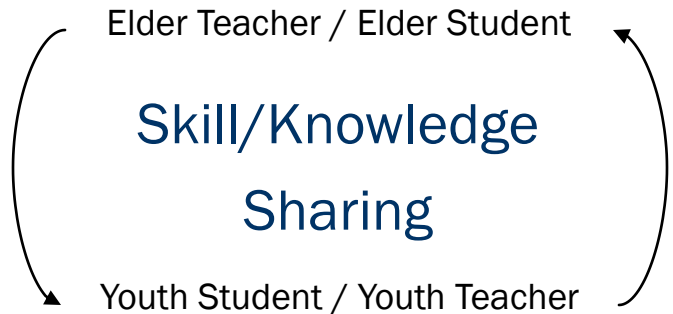 Elder Teacher / Elder Student
Skill/Knowledge
Sharing
Youth Student / Youth Teacher